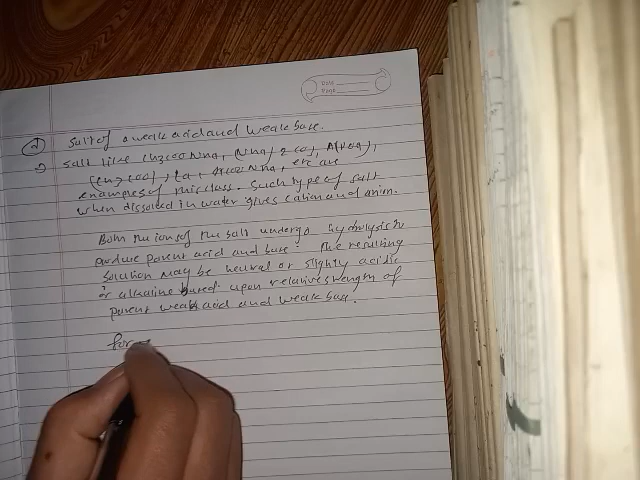 Date
Page
(d) Salt of a weak acid and weak base.
→ Salt like CH3COONH4, (NH4)2CO3,
examples of this class. Such type of salt
when dissolved in water gives cation and anion.
Both the ions of the salt undergo hydrolysis to
produce parent acid and base. The resulting
solution may be neutral or slightly acidic
or alkaline based upon relative strength of
parent weak acid and weak base.
for